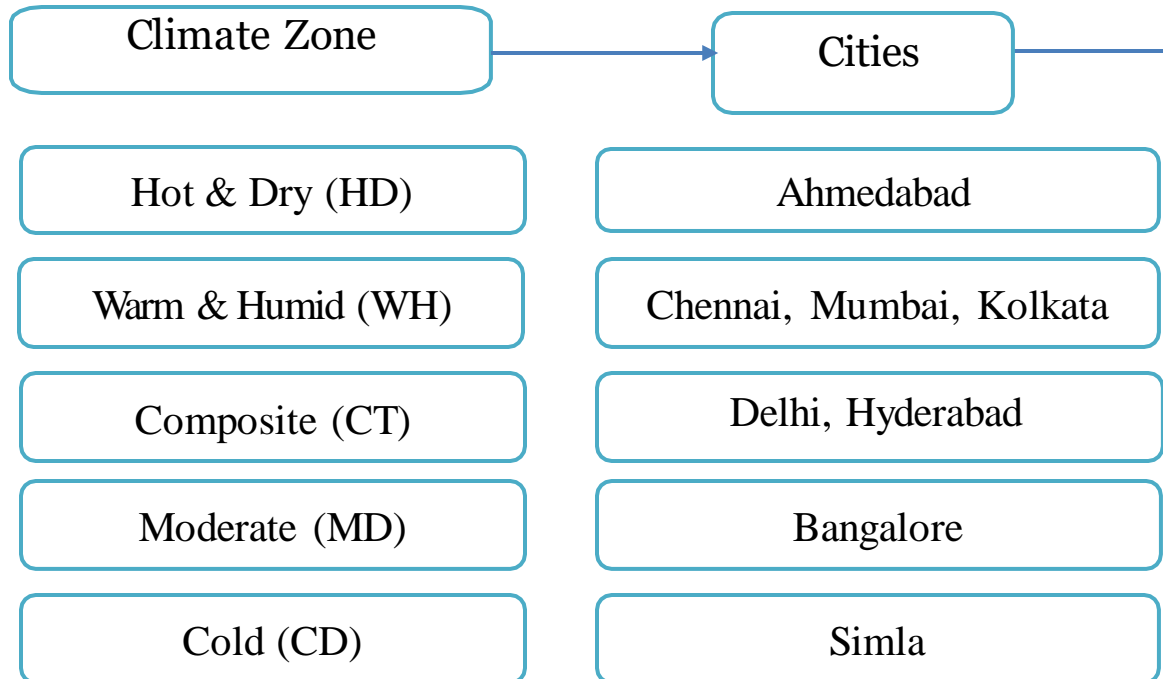 Climate Zone
Cities
Hot & Dry (HD)
Ahmedabad
Warm & Humid (WH)
Chennai, Mumbai, Kolkata
Composite (CT)
Delhi, Hyderabad
Moderate (MD)
Bangalore
Cold (CD)
Simla